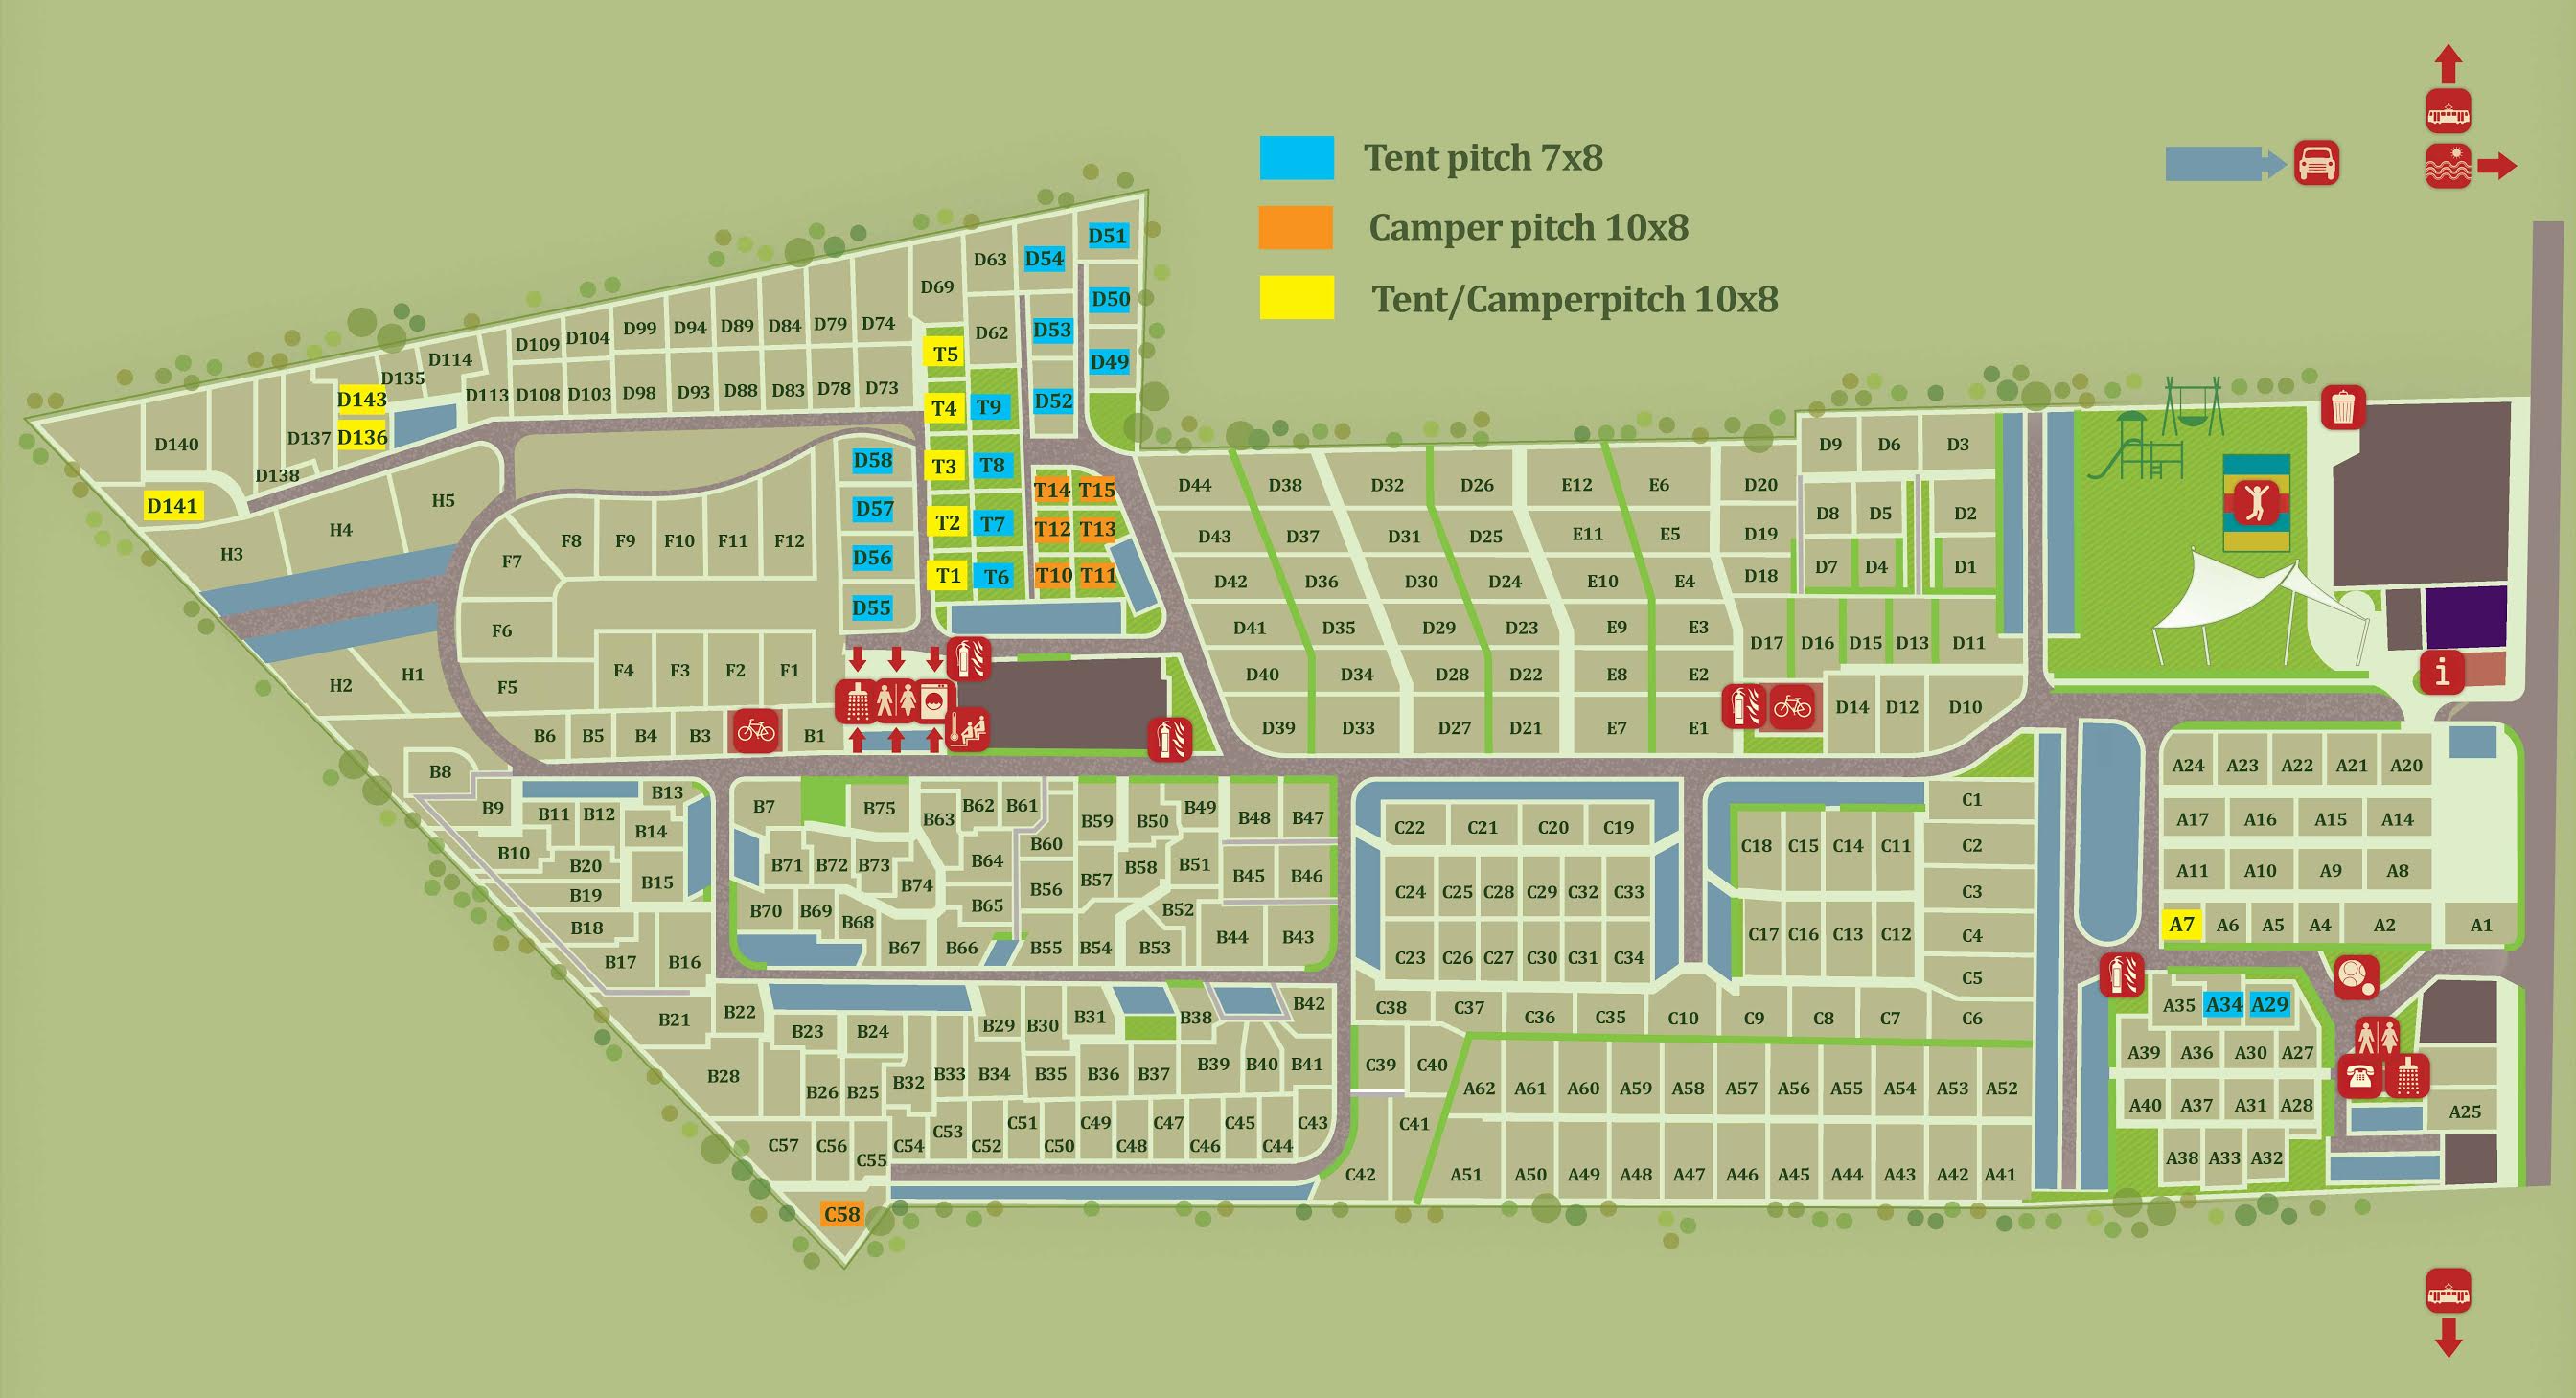 Tent pitch 7x8
Camper pitch 10x8
Tent/Camperpitch 10x8
D51
D63 D54
D69 D50
D99 D94 D89 D84 D79 D74 D62 D53
D109 D104 T5 D49
D114
D135
D143 D113 D108 D103 D98 D93 D88 D83 D78 D73 T4 T9 D52
D140 D137 D136
D138
D141
H5
H4
H3
D58 T3 T8 T14 T15
D57 T2 T7 T12 T13
F7 F8 F9 F10 F11 F12 D56 T1 T6 T10 T11
F6 D55
H2 H1 F5 F4 F3 F2 F1
B6 B5 B4 B3 B1
D44 D38 D32 D26 E12 E6 D20
D43 D37 D31 D25 E11 E5 D19
D42 D36 D30 D24 E10 E4 D18
D41 D35 D29 D23 E9 E3
D40 D34 D28 D22 E8 E2
D39 D33 D27 D21 E7 E1
D9 D6 D3
D8 D5 D2
D7 D4 D1
D17 D16 D15 D13 D11
D14 D12 D10
i
A24 A23 A22 A21 A20
A17 A16 A15 A14
A11 A10 A9 A8
A7 A6 A5 A4 A2 A1
A35 A34 A29
A39 A36 A30 A27
A40 A37 A31 A28 A25
A38 A33 A32
B8
B9 B13
B11 B12
B14
B10
B20
B15
B19
B18
B17 B16
B21 B22
B7 B75 B63 B62 B61 B59 B50 B49 B48 B47
B60
B71 B72 B73 B64 B58 B51
B74 B56 B57 B45 B46
B70 B69 B68 B65 B52
B67 B66 B55 B54 B53 B44 B43
B23 B24 B29 B30 B31 B38 B42
B28 B26 B25 B32 B33 B34 B35 B36 B37 B39 B40 B41
C57 C56 C55 C54 C53 C52 C51 C50 C49 C48 C47 C46 C45 C44 C43
C58
C22 C21 C20 C19
C24 C25 C28 C29 C32 C33
C23 C26 C27 C30 C31 C34
C18 C15 C14 C11
C17 C16 C13 C12
C1
C2
C3
C4
C5
C38 C37 C36 C35 C10 C9 C8 C7 C6
C39 C40
C41
C42
A62 A61 A60 A59 A58 A57 A56 A55 A54 A53 A52
A51 A50 A49 A48 A47 A46 A45 A44 A43 A42 A41